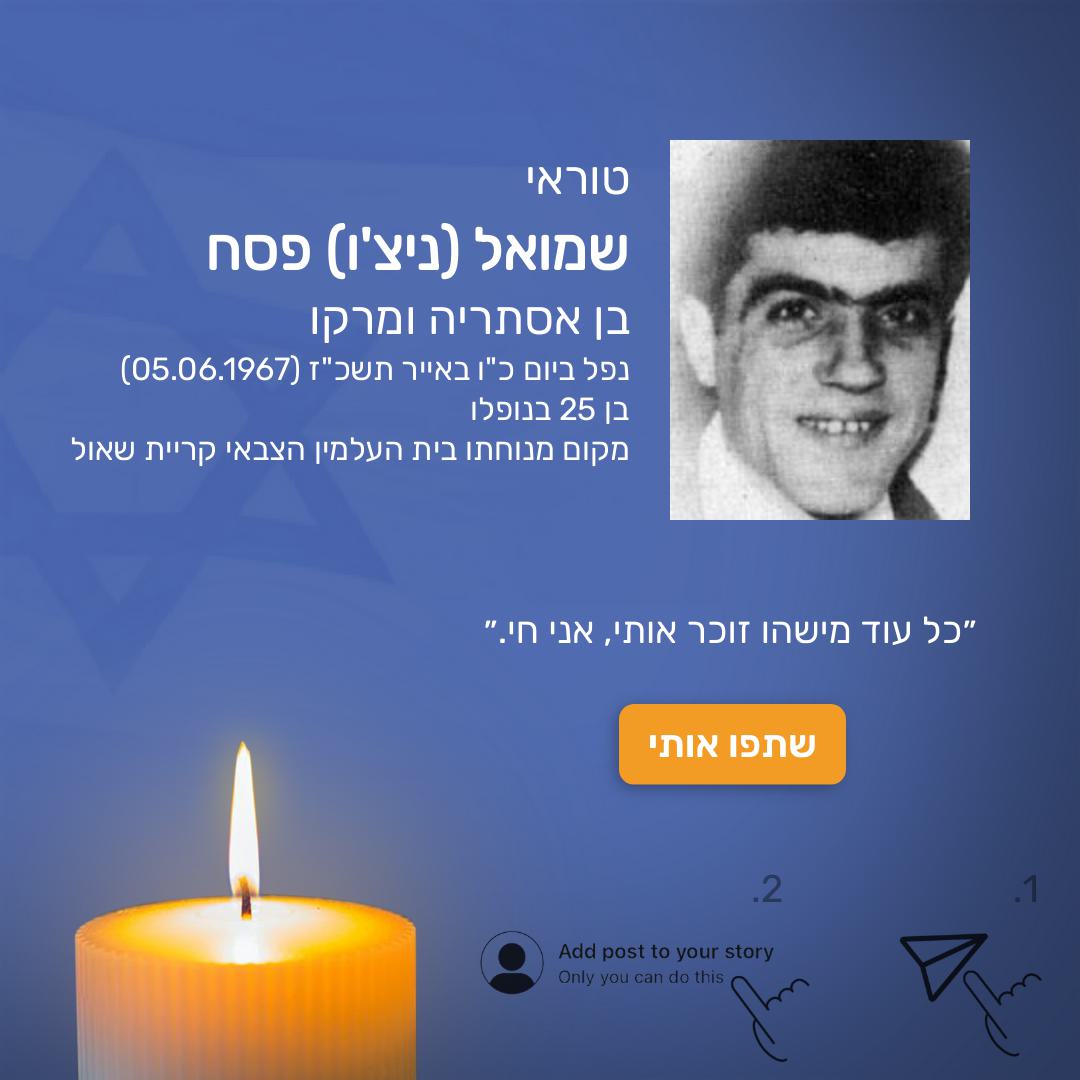 טוראי
שמואל (ניצ'ו) פסח
בן אסתריה ומרקו
נפל ביום כ"ו באייר תשכ"ז (05.06.1967)
בן 25 בנופלו
מקום מנוחתו בית העלמין הצבאי קריית שאול
״כל עוד מישהו זוכר אותי, אני חי.״
שתפו אותי
1.
2.
Add post to your story
Only you can do this